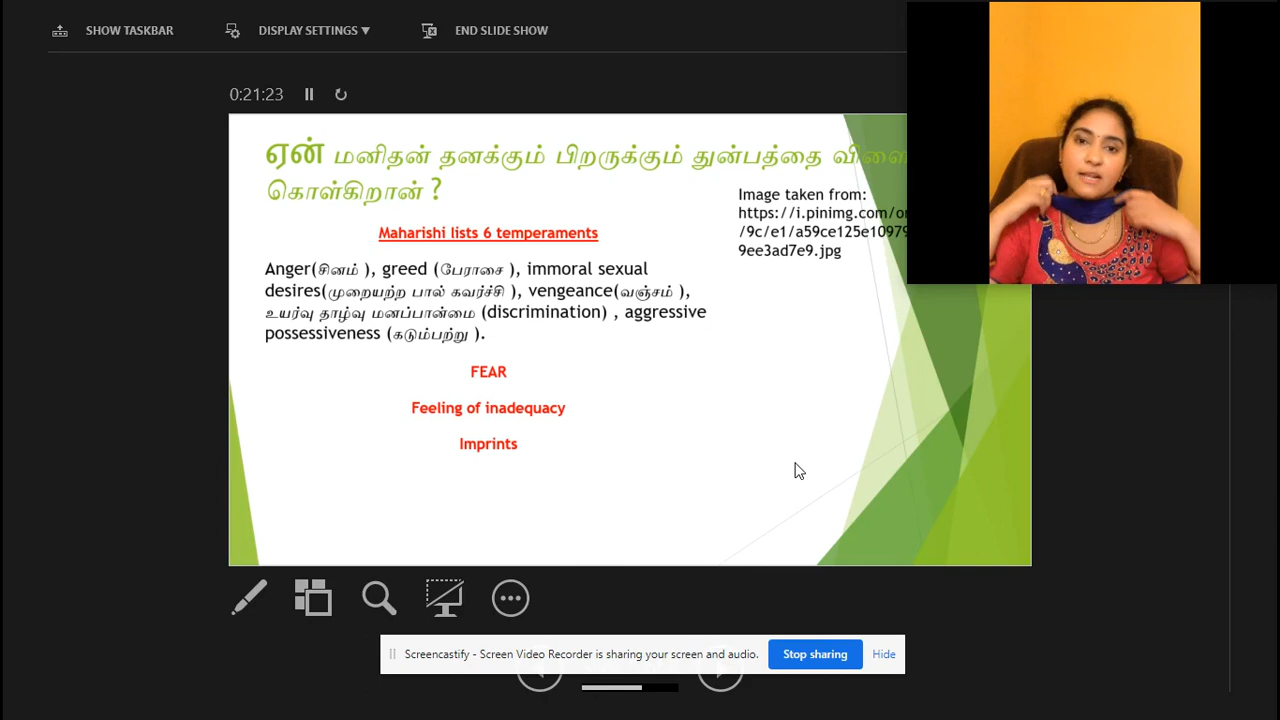 SHOW TASKBAR
DISPLAY SETTINGS ▼
END SLIDE SHOW
0:21:23
ஏன் மனிதன் தனக்கும் பிறருக்கும் துன்பத்தை
கொள்கிறான் ?
Image taken from:
https://i.pinimg.com/or
/9c/e1/a59ce125e10979
9ee3ad7e9.jpg
Maharishi lists 6 temperaments
Anger(சினம் ), greed (பேராசை ), immoral sexual
desires(முறையற்ற பால் கவர்ச்சி ), vengeance(வஞ்சம் ),
உயர்வு தாழ்வு மனப்பான்மை (discrimination) , aggressive
possessiveness (கடும்பற்று ).
FEAR
Feeling of inadequacy
Imprints
Screencastify - Screen Video Recorder is sharing your screen and audio.
Stop sharing
Hide